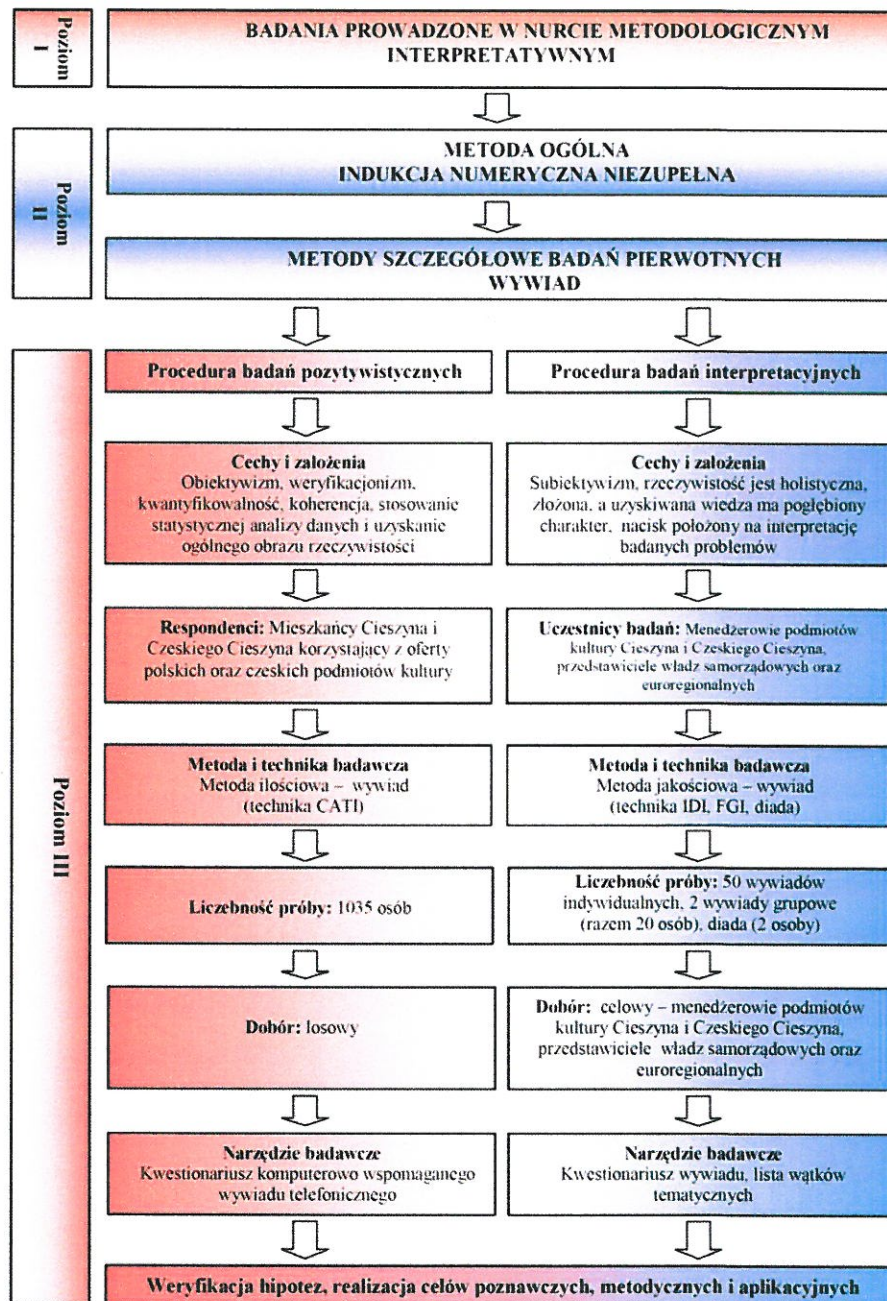 Poziom
I
BADANIA PROWADZONE W NURCIE METODOLOGICZNYM
INTERPRETATYWNYM
Poziom
II
METODA OGÓLNA
INDUKCJA NUMERYCZNA NIEZUPEŁNA
METODY SZCZEGÓŁOWE BADAŃ PIERWOTNYCH
WYWIAD
Poziom III
Procedura badań pozytywistycznych
Cechy i założenia
Obiektywizm, weryfikacjonizm,
kwantyfikowalność, koherencja, stosowanie
statystycznej analizy danych i uzyskanie
ogólnego obrazu rzeczywistości
Respondenci: Mieszkańcy Cieszyna i
Czeskiego Cieszyna korzystający z oferty
polskich oraz czeskich podmiotów kultury
Metoda i technika badawcza
Metoda ilościowa – wywiad
(technika CATI)
Liczebność próby: 1035 osób
Dobór: losowy
Narzędzie badawcze
Kwestionariusz komputerowo wspomaganego
wywiadu telefonicznego
Procedura badań interpretacyjnych
Cechy i założenia
Subiektywizm, rzeczywistość jest holistyczna,
złożona, a uzyskiwana wiedza ma pogłębiony
charakter, nacisk położony na interpretację
badanych problemów
Uczestnicy badań: Menedżerowie podmiotów
kultury Cieszyna i Czeskiego Cieszyna,
przedstawiciele władz samorządowych oraz
euroregionalnych
Metoda i technika badawcza
Metoda jakościowa – wywiad
(technika IDI, FGI, diada)
Liczebność próby: 50 wywiadów
indywidualnych, 2 wywiady grupowe
(razem 20 osób), diada (2 osoby)
Dobór: celowy – menedżerowie podmiotów
kultury Cieszyna i Czeskiego Cieszyna,
przedstawiciele władz samorządowych oraz
euroregionalnych
Narzędzie badawcze
Kwestionariusz wywiadu, lista wątków
tematycznych
Weryfikacja hipotez, realizacja celów poznawczych, metodycznych i aplikacyjnych